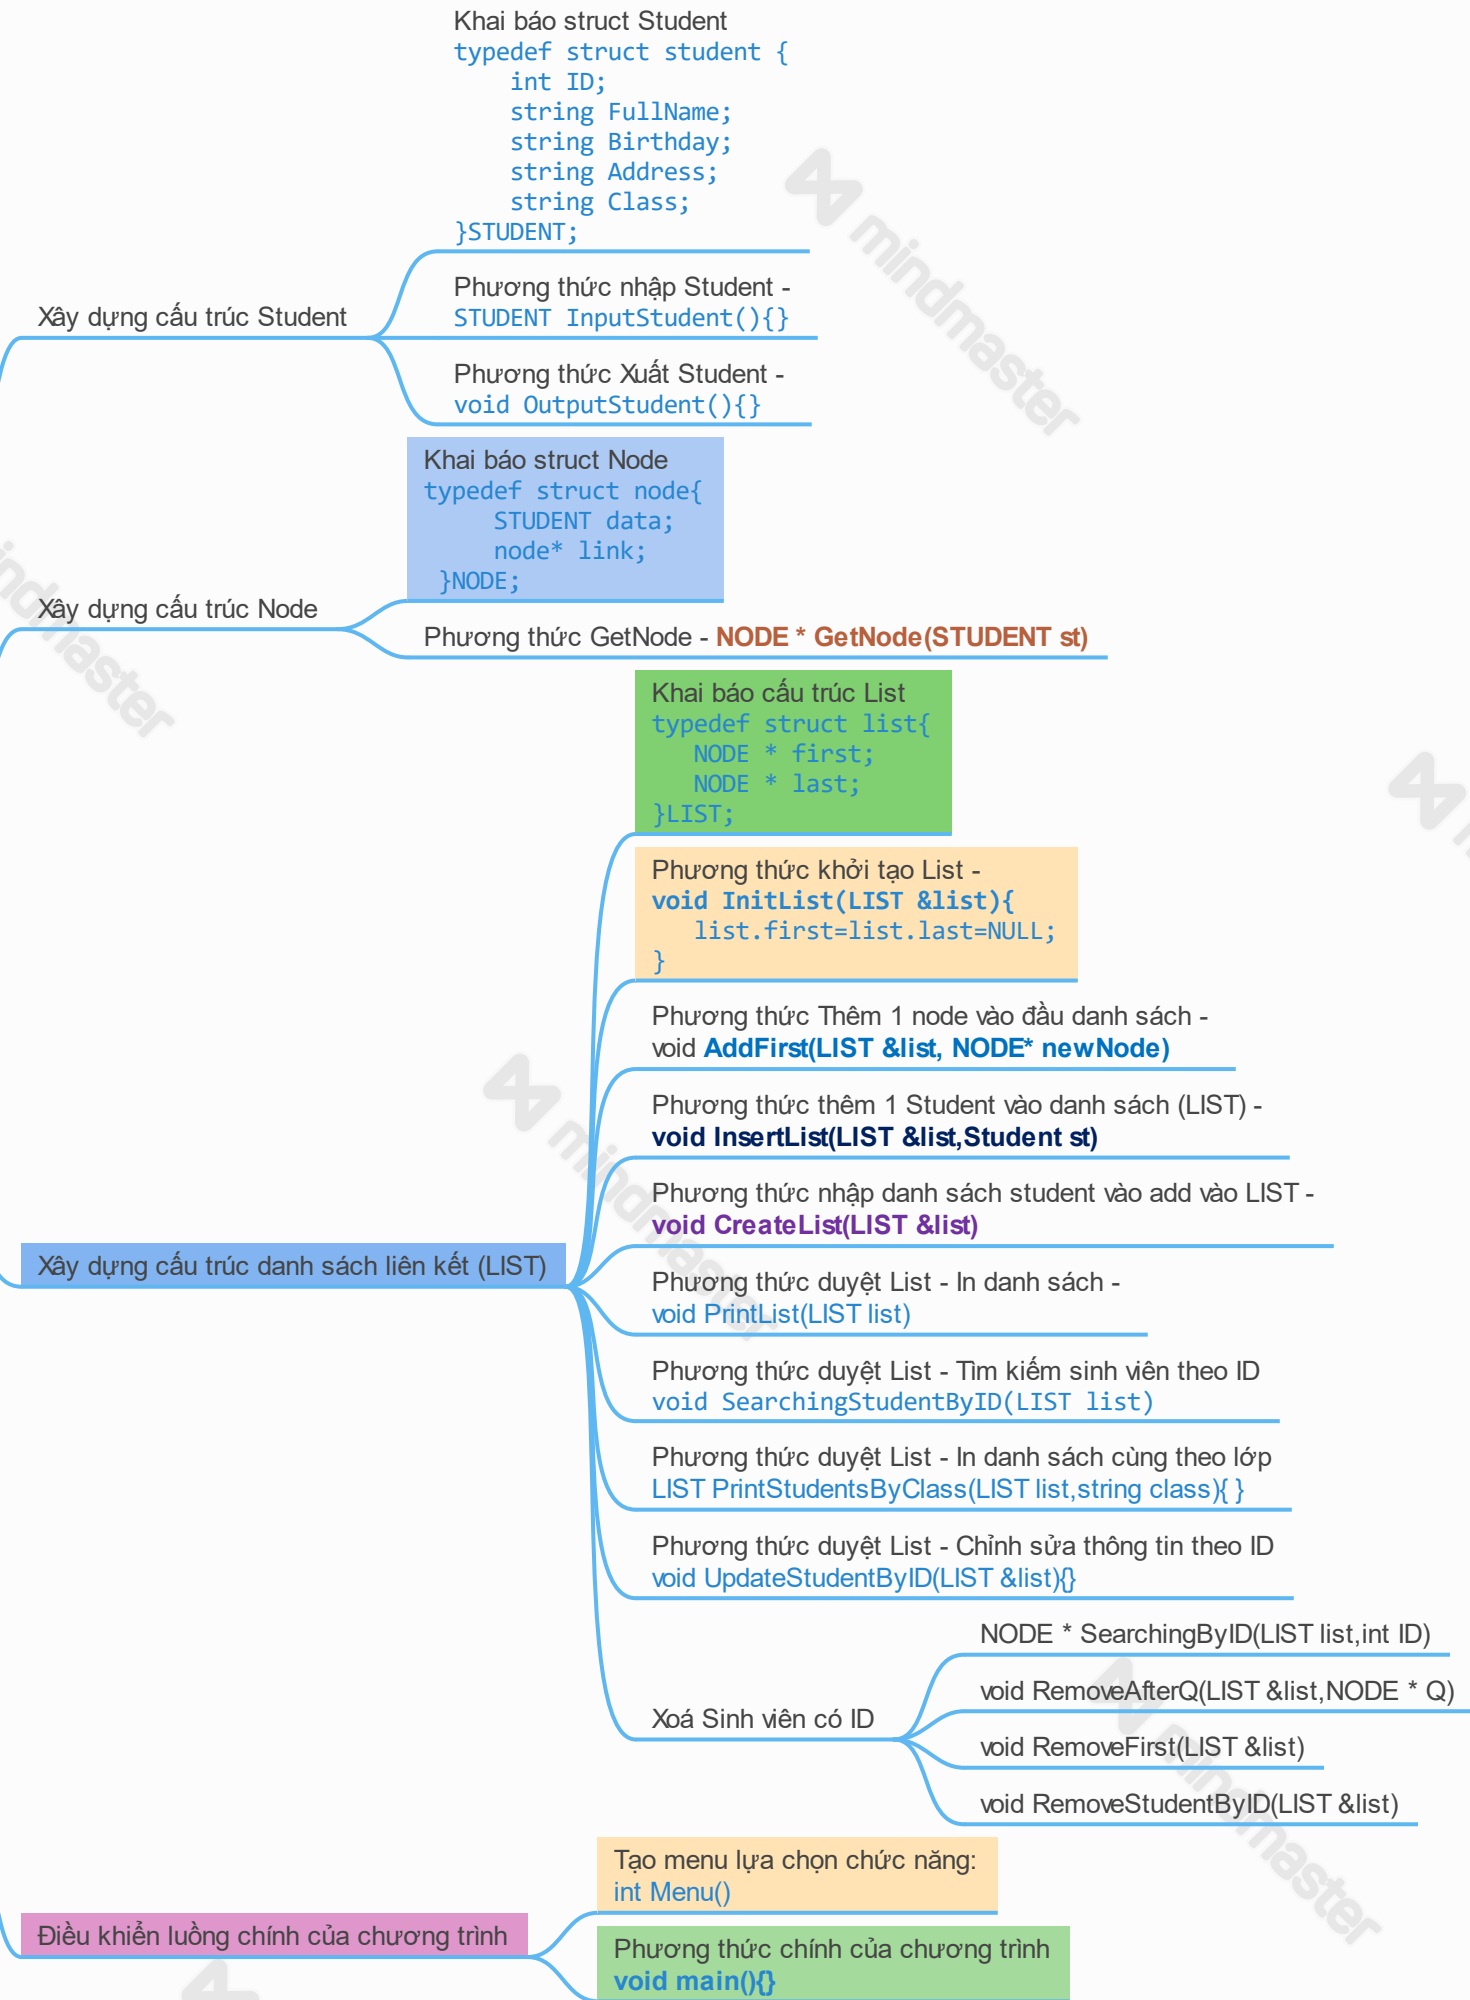 Khai báo struct Student
typedef struct student {
int ID;
string FullName;
string Birthday;
string Address;
string Class;
}STUDENT;
Xây dựng cấu trúc Student
Phương thức nhập Student -
STUDENT InputStudent(){}
Phương thức Xuất Student -
void OutputStudent(){}
Khai báo struct Node
typedef struct node{
STUDENT data;
node* link;
}NODE;
Xây dựng cấu trúc Node
Phương thức GetNode - NODE * GetNode(STUDENT st)
Khai báo cấu trúc List
typedef struct list{
NODE * first;
NODE * last;
}LIST;
Phương thức khởi tạo List -
void InitList(LIST &list){
list.first=list.last=NULL;
}
Phương thức Thêm 1 node vào đầu danh sách -
void AddFirst(LIST &list, NODE* newNode)
Phương thức thêm 1 Student vào danh sách (LIST) -
void InsertList(LIST &list,Student st)
Phương thức nhập danh sách student vào add vào LIST -
void CreateList(LIST &list)
Xây dựng cấu trúc danh sách liên kết (LIST)
Phương thức duyệt List - In danh sách -
void PrintList(LIST list)
Phương thức duyệt List - Tìm kiếm sinh viên theo ID
void SearchingStudentByID(LIST list)
Phương thức duyệt List - In danh sách cùng theo lớp
LIST PrintStudentsByClass(LIST list,string class){ }
Phương thức duyệt List - Chỉnh sửa thông tin theo ID
void UpdateStudentByID(LIST &list){}
Xoá Sinh viên có ID
NODE * SearchingByID(LIST list,int ID)
void RemoveAfterQ(LIST &list,NODE * Q)
void RemoveFirst(LIST &list)
void RemoveStudentByID(LIST &list)
Điều khiển luồng chính của chương trình
Tạo menu lựa chọn chức năng:
int Menu()
Phương thức chính của chương trình
void main(){}
mindmaster
mindmaster
mindmaster
mindmaster